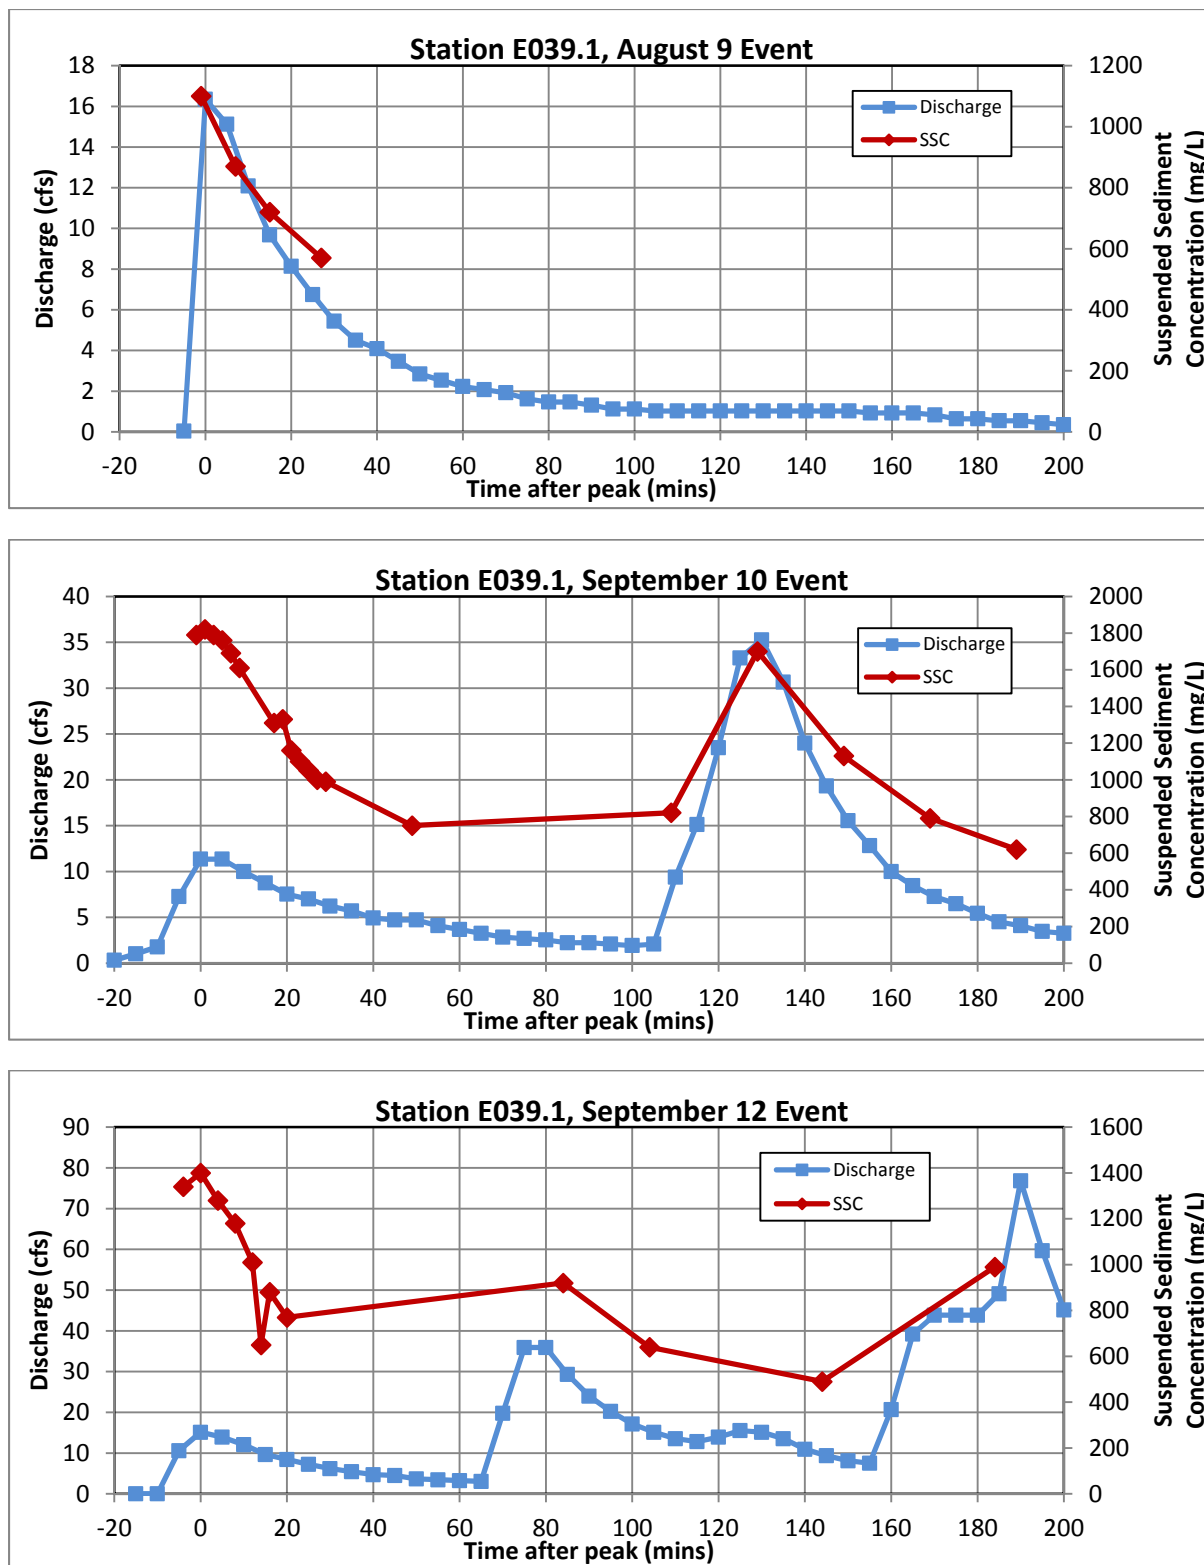 Station E039.1, August 9 Event
Discharge (cfs)
18
16
14
12
10
8
6
4
2
0
Discharge
SSC
1200
1000
800
600
400
200
0
Suspended Sediment
Concentration (mg/L)
-20 0 20 40 60 80 100 120 140 160 180 200
Time after peak (mins)
Station E039.1, September 10 Event
Discharge (cfs)
40
35
30
25
20
15
10
5
0
Discharge
SSC
2000
1800
1600
1400
1200
1000
800
600
400
200
0
Suspended Sediment
Concentration (mg/L)
-20 0 20 40 60 80 100 120 140 160 180 200
Time after peak (mins)
Station E039.1, September 12 Event
Discharge (cfs)
90
80
70
60
50
40
30
20
10
0
Discharge
SSC
1600
1400
1200
1000
800
600
400
200
0
Suspended Sediment
Concentration (mg/L)
-20 0 20 40 60 80 100 120 140 160 180 200
Time after peak (mins)